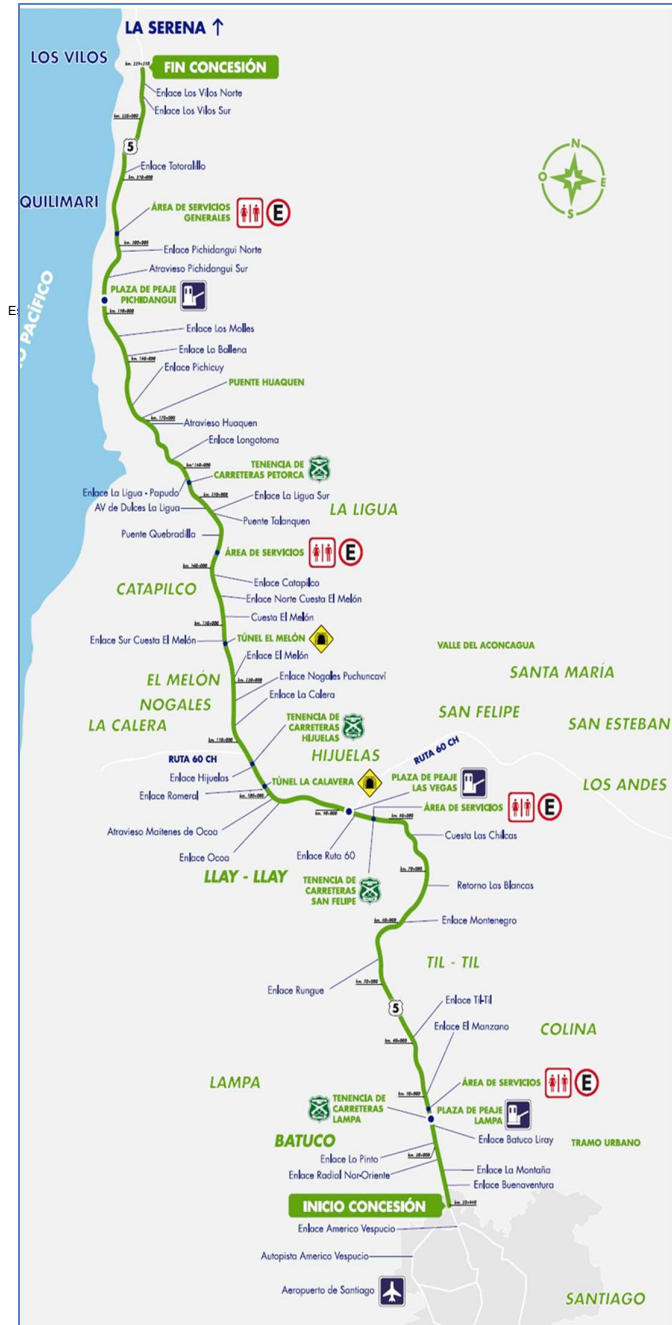 LA SERENA ↑
LOS VILOS
FIN CONCESIÓN
Enlace Los Vilos Norte
Enlace Los Vilos Sur
5
Enlace Totoralillo
N
O
E
S
QUILIMARI
ÁREA DE SERVICIOS
GENERALES
E
Enlace Pichidangui Norte
Atravieso Pichidangui Sur
PLAZA DE PEAJE
PICHIDANGUI
PACÍFICO
Enlace Los Molles
Enlace La Ballena
Enlace Pichicuy
PUENTE HUAQUEN
Atravieso Huaquen
Enlace Longotoma
TENENCIA DE
CARRETERAS PETORCA
Enlace La Ligua - Papudo
Enlace La Ligua Sur
AV de Dulces La Ligua
LA LIGUA
Puente Talanquen
Puente Quebradilla
ÁREA DE SERVICIOS
E
CATAPILCO
Enlace Catapilco
Enlace Norte Cuesta El Melón
Cuesta El Melón
Enlace Sur Cuesta El Melón
TÚNEL EL MELÓN
VALLE DEL ACONCAGUA
Enlace El Melón
EL MELÓN
Enlace Nogales Puchuncaví
SANTA MARÍA
NOGALES
Enlace La Calera
LA CALERA
TENENCIA DE
CARRETERAS
HIJUELAS
SAN FELIPE
SAN ESTEBAN
HIJUELAS
RUTA 60 CH
RUTA 60 CH
Enlace Hijuelas
TÚNEL LA CALAVERA
PLAZA DE PEAJE
LAS VEGAS
LOS ANDES
Enlace Romeral
ÁREA DE SERVICIOS
E
Atravieso Maitenes de Ocoa
Cuesta Las Chilcas
Enlace Ocoa
Enlace Ruta 60
LLAY - LLAY
TENENCIA DE
CARRETERAS
SAN FELIPE
Retorno Las Blancas
Enlace Montenegro
TIL - TIL
Enlace Rungue
5
Enlace Til-Til
Enlace El Manzano
COLINA
LAMPA
ÁREA DE SERVICIOS
E
TENENCIA DE
CARRETERAS
LAMPA
PLAZA DE PEAJE
LAMPA
BATUCO
Enlace Batuco Liray
TRAMO URBANO
Enlace Lo Pinto
Enlace La Montaña
Enlace Radial Nor-Oriente
Enlace Buenaventura
INICIO CONCESIÓN
Enlace Americo Vespucio
Autopista Americo Vespucio
Aeropuerto de Santiago
SANTIAGO